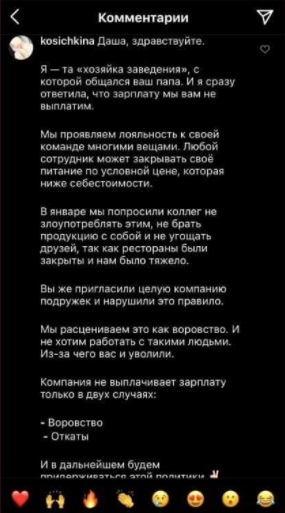 Комментарии
kosichkina Даша, здравствуйте.
Я — та «хозяйка заведения», с
которой общался ваш папа. И я сразу
ответила, что зарплату мы вам не
выплатим.
Мы проявляем лояльность к своей
команде многими вещами. Любой
сотрудник может закрывать своё
питание по условной цене, которая
ниже себестоимости.
В январе мы попросили коллег не
злоупотреблять этим, не брать
продукцию с собой и не угощать
друзей, так как рестораны были
закрыты и нам было тяжело.
Вы же пригласили целую компанию
подружек и нарушили это правило.
Мы расцениваем это как воровство. И
не хотим работать с такими людьми.
Из-за чего вас и уволили.
Компания не выплачивает зарплату
только в двух случаях:
- Воровство
- Откаты
И в дальнейшем будем
придерживаться этой политики ✌🏻